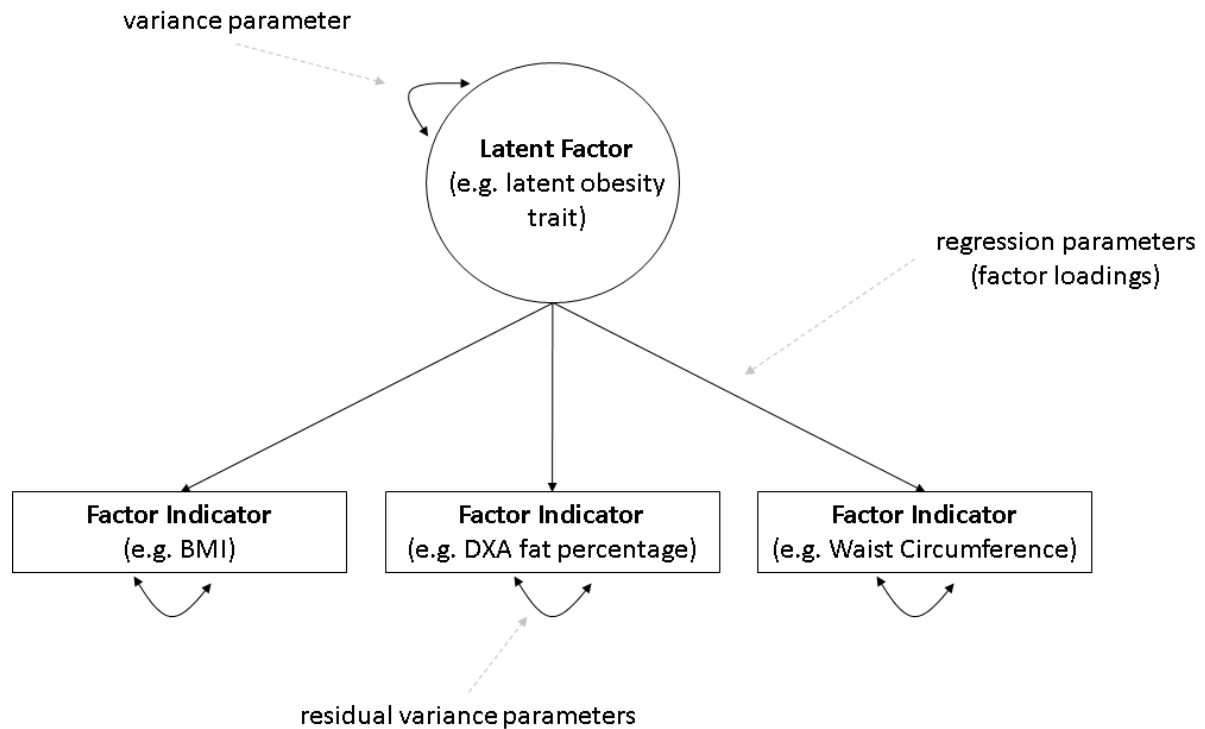 variance parameter
Latent Factor
(e.g. latent obesity
trait)
regression parameters
(factor loadings)
Factor Indicator
(e.g. BMI)
Factor Indicator
(e.g. DXA fat percentage)
Factor Indicator
(e.g. Waist Circumference)
residual variance parameters